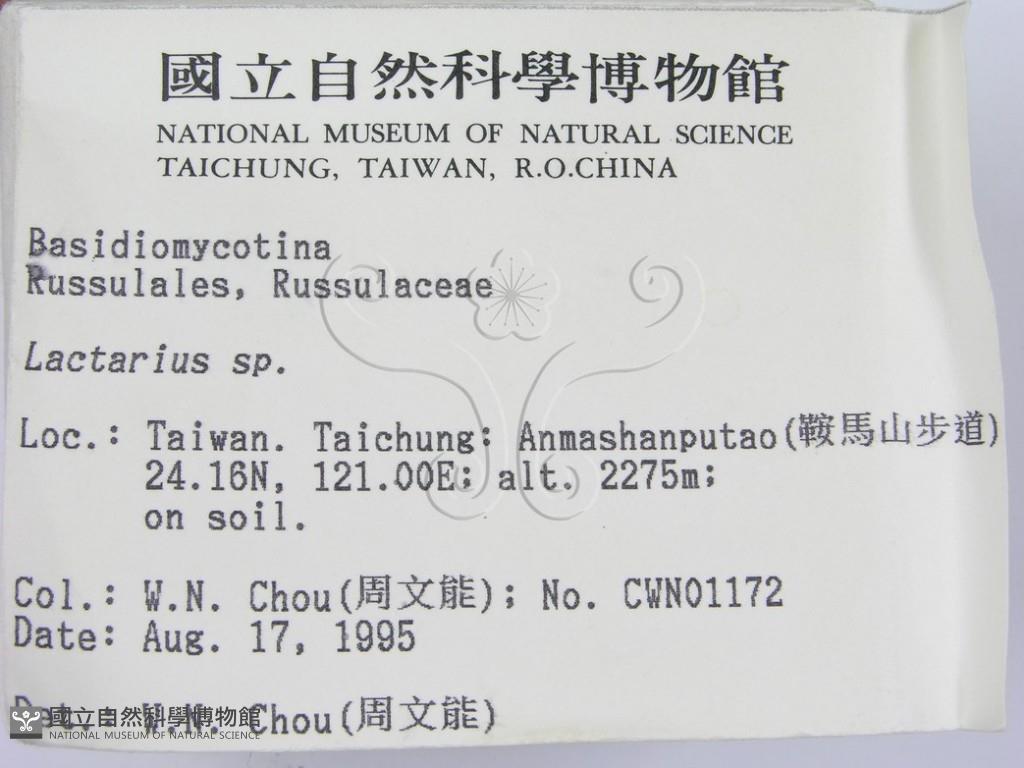 國立自然科學博物館
NATIONAL MUSEUM OF NATURAL SCIENCE
TAICHUNG, TAIWAN, R.O.CHINA
Basidiomycotina
Russulales, Russulaceae
Lactarius sp.
Loc.: Taiwan. Taichung: Anmashanputao(鞍馬山步道)
24.16N, 121.00E; alt. 2275m;
on soil.
Col.: W.N. Chou(周文能); No. CWN01172
Date: Aug. 17, 1995
Det.: W.N. Chou(周文能)
國立自然科學博物館
NATIONAL MUSEUM OF NATURAL SCIENCE